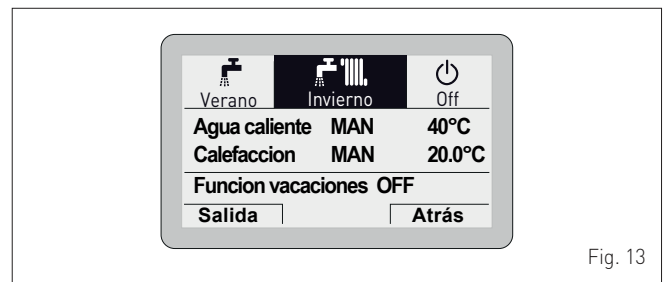 Verano Invierno Off
Agua caliente MAN 40°C
Calefaccion MAN 20.0°C
Funcion vacaciones OFF
Salida Atrás
Fig. 13